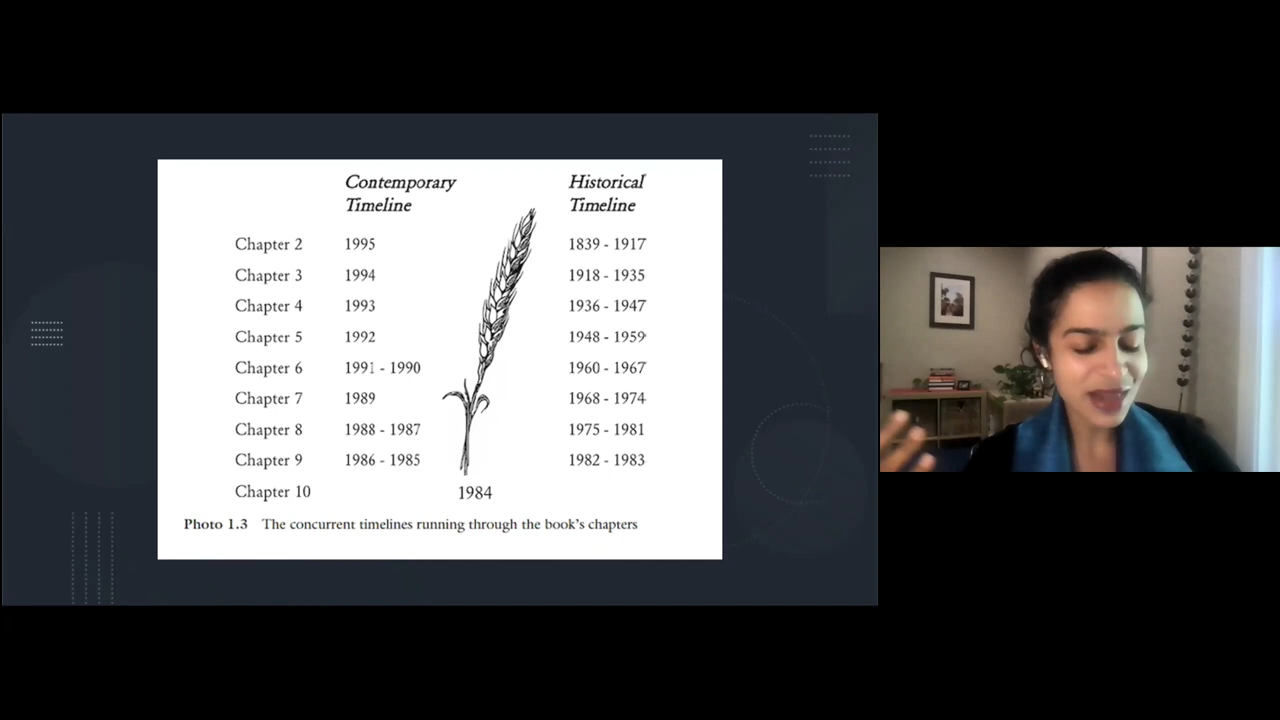 Contemporary Historical
Timeline Timeline
Chapter 2 1995 1839 - 1917
Chapter 3 1994 1918 - 1935
Chapter 4 1993 1936 - 1947
Chapter 5 1992 1948 - 1959
Chapter 6 1991 - 1990 1960 - 1967
Chapter 7 1989 1968 - 1974
Chapter 8 1988 - 1987 1975 - 1981
Chapter 9 1986 - 1985 1982 - 1983
Chapter 10 1984
Photo 1.3 The concurrent timelines running through the book's chapters